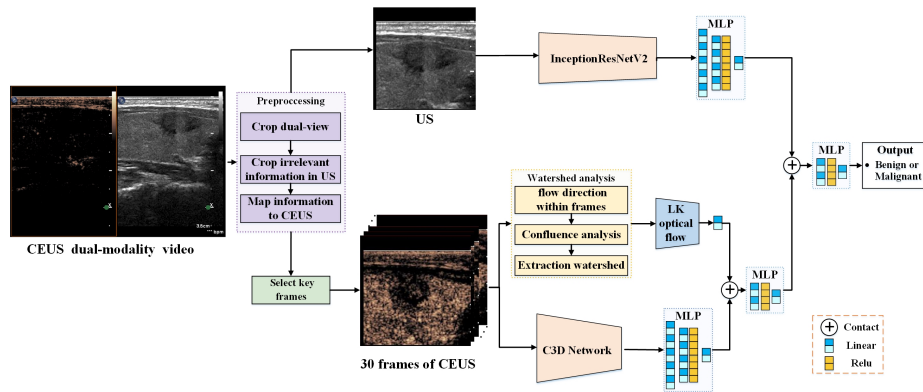 CEUS dual-modality video
Preproccessing
Crop dual-view
Crop irrelevant
information in US
Map information
to CEUS
Select key
frames
US
30 frames of CEUS
InceptionResNetV2
MLP
Watershed analysis
flow direction
within frames
Confluence analysis
Extraction watershed
LK
optical
flow
C3D Network
MLP
MLP
MLP
Output
• Benign or
Malignant
Contact
Linear
Relu